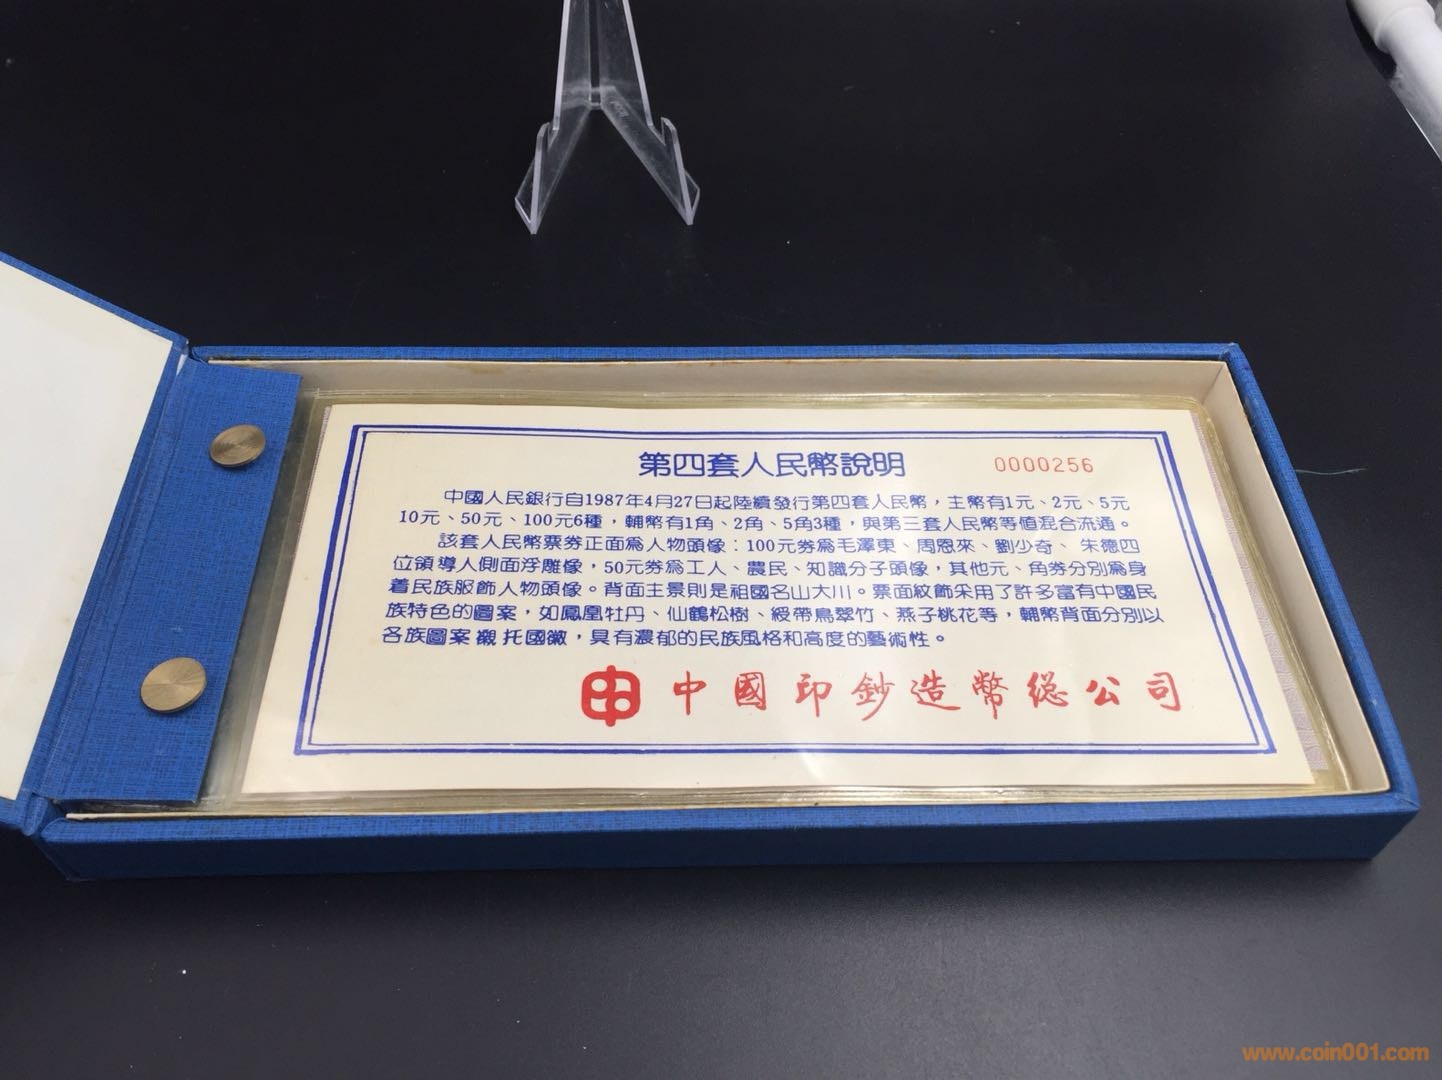 第四套人民幣說明
0000256
中國人民銀行自1987年4月27日起陸續發行第四套人民幣，主幣有1元、2元、5元
10元、50元、100元6種，輔幣有1角、2角、5角3種，與第三套人民幣等值混合流通。
該套人民幣票券正面為人物頭像：100元券為毛澤東、周恩來、劉少奇、朱德四
位領導人側面浮雕像，50元券為工人、農民、知識分子頭像，其他元、角券分別為身
着民族服飾人物頭像。背面主景則是祖國名山大川。票面紋飾采用了許多富有中國民
族特色的圖案，如鳳凰牡丹、仙鶴松樹、綬帶鳥翠竹、燕子桃花等，輔幣背面分別以
各族圖案襯托國徽，具有濃郁的民族風格和高度的藝術性。
中國印鈔造幣總公司
www.coin001.com